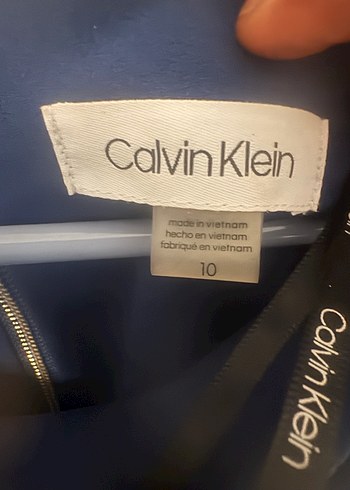 Calvin Klein
made in vietnam
hecho en vietnam
fabriqué en vietnam
10
Calvin Klein